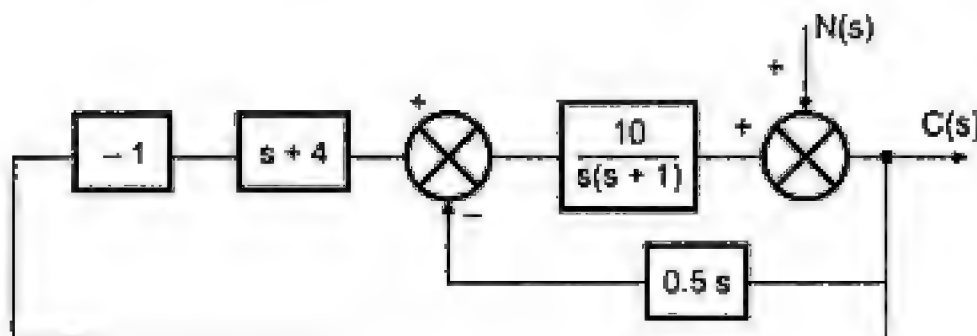 N(s)
+
+
10
+
C(s)
– 1
s + 4
s(s + 1)
–
0.5 s